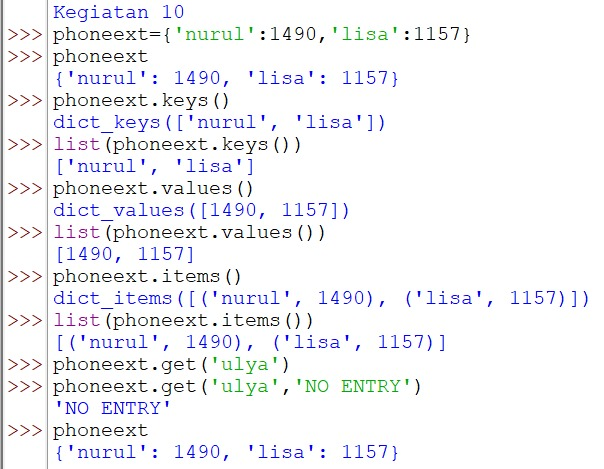 Kegiatan 10
>>> phoneext={'nurul':1490,'lisa':1157}
>>> phoneext
{'nurul': 1490, 'lisa': 1157}
>>> phoneext.keys()
dict_keys(['nurul', 'lisa'])
>>> list(phoneext.keys())
['nurul', 'lisa']
>>> phoneext.values()
dict_values([1490, 1157])
>>> list(phoneext.values())
[1490, 1157]
>>> phoneext.items()
dict_items([('nurul', 1490), ('lisa', 1157)])
>>> list(phoneext.items())
[('nurul', 1490), ('lisa', 1157)]
>>> phoneext.get('ulya')
>>> phoneext.get('ulya','NO ENTRY')
'NO ENTRY'
>>> phoneext
{'nurul': 1490, 'lisa': 1157}